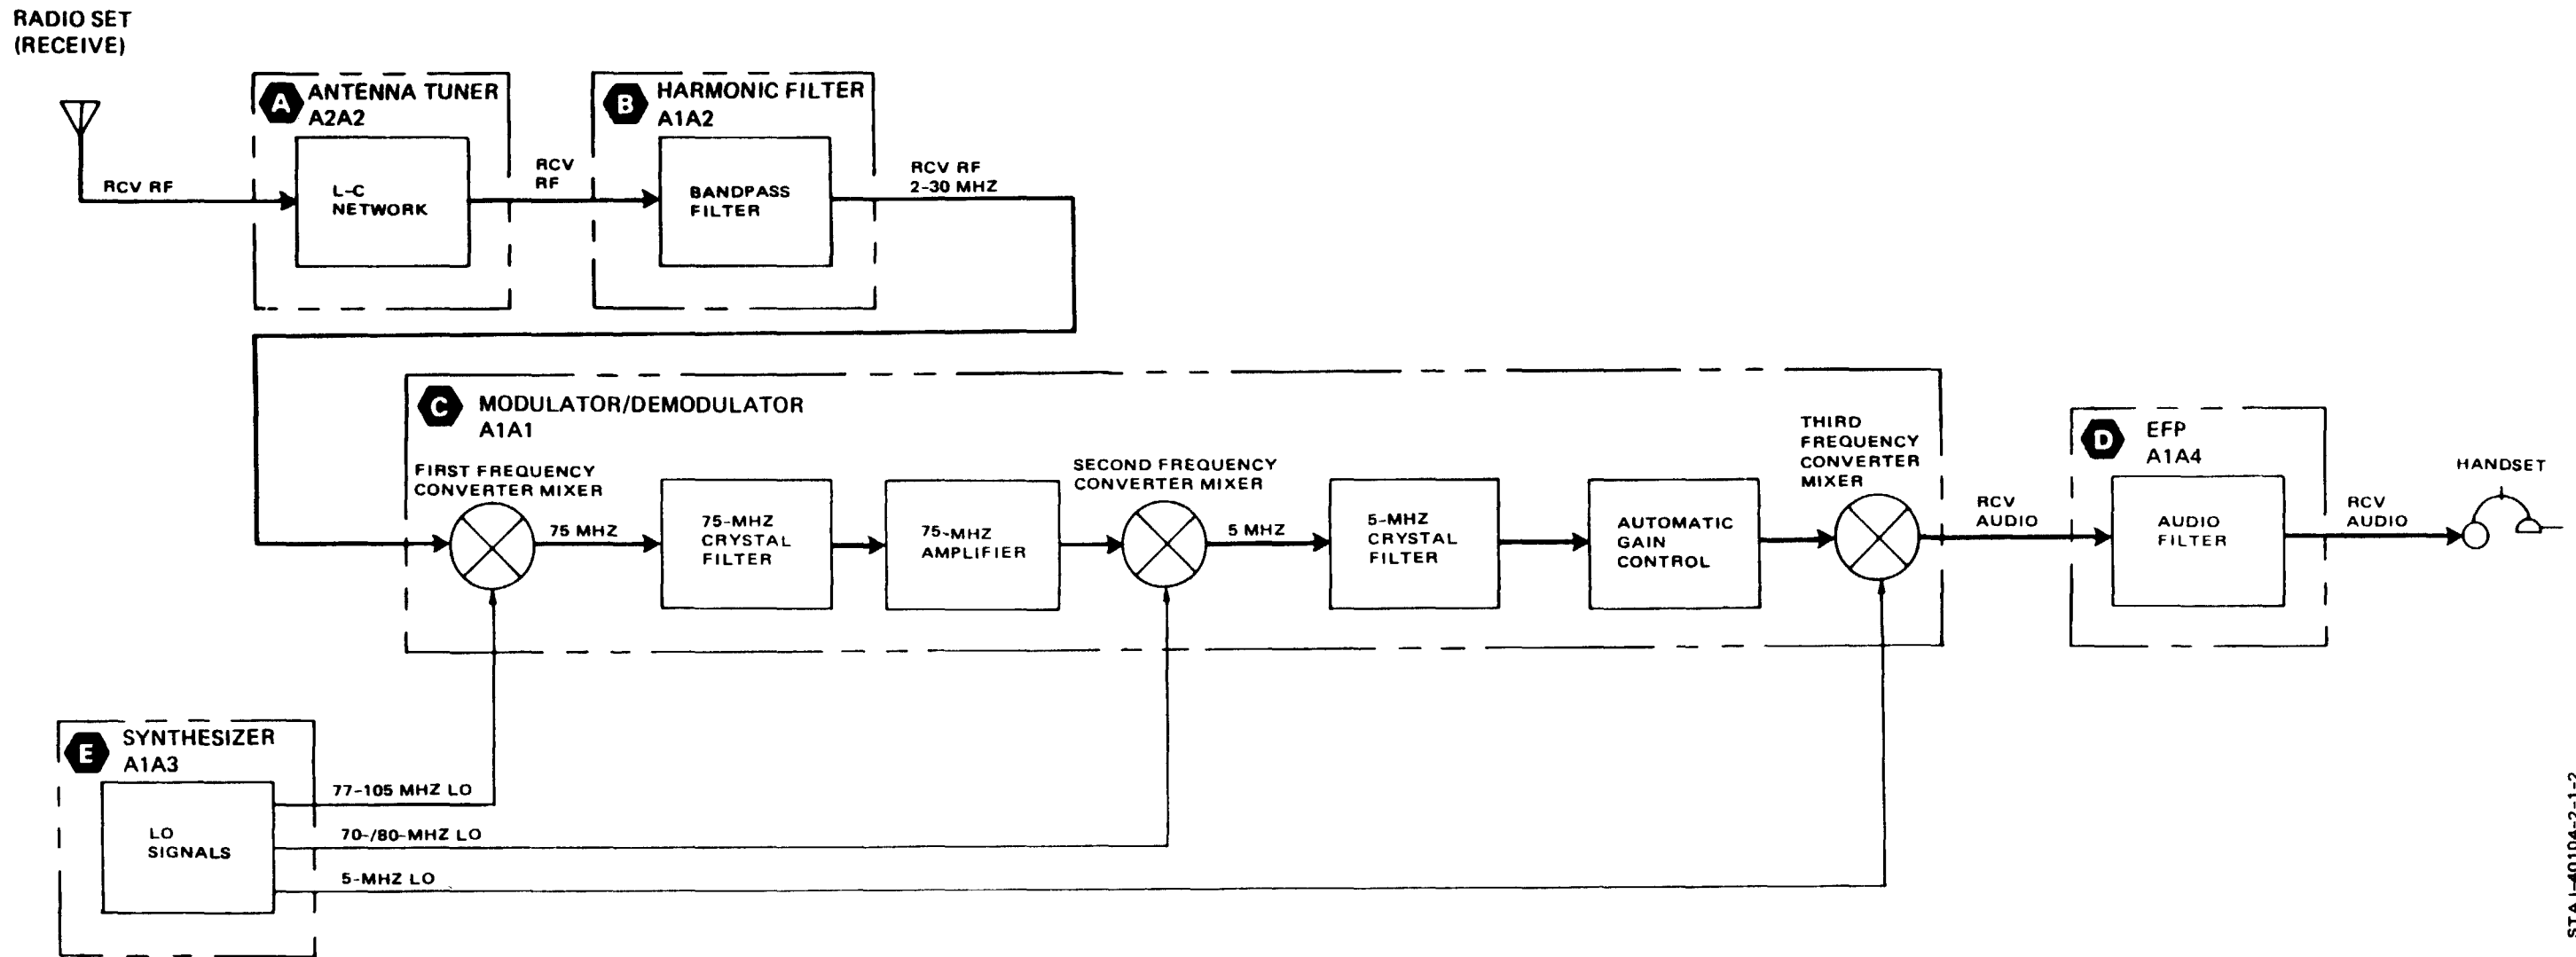 RADIO SET
(RECEIVE)
A
ANTENNA TUNER
A2A2
L-C
NETWORK
RCV RF
RCV
RF
B
HARMONIC FILTER
A1A2
BANDPASS
FILTER
RCV RF
2-30 MHZ
C
MODULATOR/DEMODULATOR
A1A1
FIRST FREQUENCY
CONVERTER MIXER
75 MHZ
75-MHZ
CRYSTAL
FILTER
75-MHZ
AMPLIFIER
SECOND FREQUENCY
CONVERTER MIXER
5 MHZ
5-MHZ
CRYSTAL
FILTER
AUTOMATIC
GAIN
CONTROL
THIRD
FREQUENCY
CONVERTER
MIXER
RCV
AUDIO
D
EFP
A1A4
AUDIO
FILTER
RCV
AUDIO
HANDSET
E
SYNTHESIZER
A1A3
LO
SIGNALS
77-105 MHZ LO
70-/80-MHZ LO
5-MHZ LO